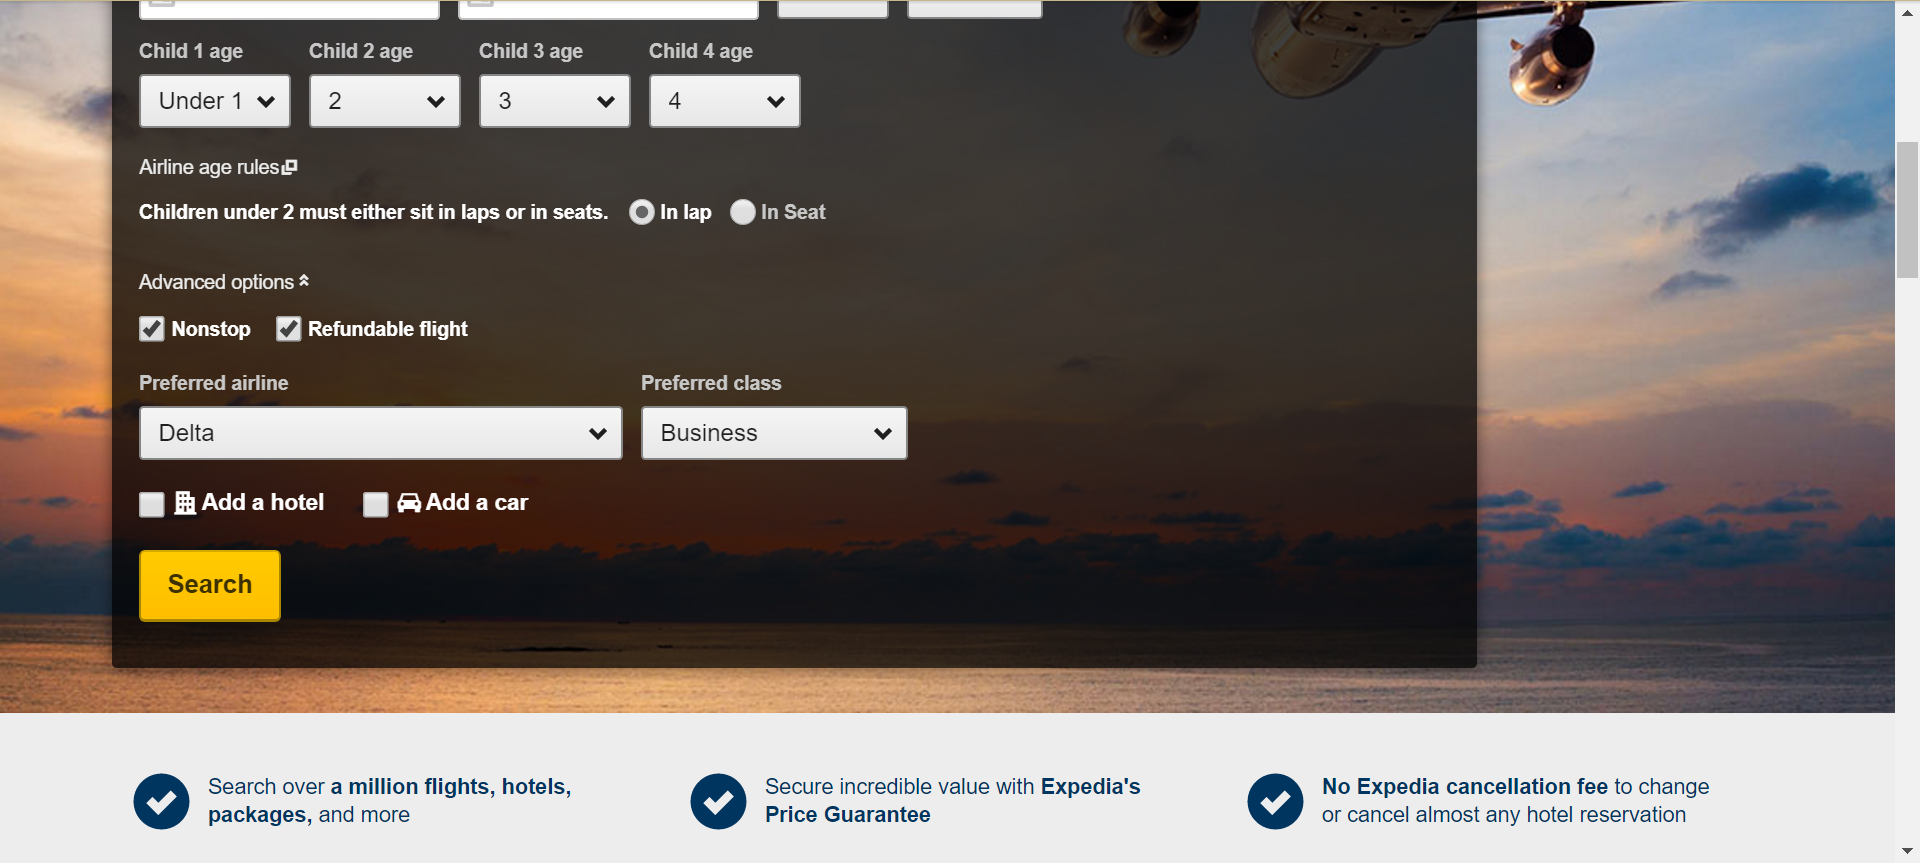 Child 1 age Child 2 age Child 3 age Child 4 age
Under 1 2 3 4
Airline age rules
Children under 2 must either sit in laps or in seats. In lap In Seat
Advanced options
Nonstop Refundable flight
Preferred airline Preferred class
Delta Business
Add a hotel Add a car
Search
Search over a million flights, hotels,
packages, and more
Secure incredible value with Expedia's
Price Guarantee
No Expedia cancellation fee to change
or cancel almost any hotel reservation